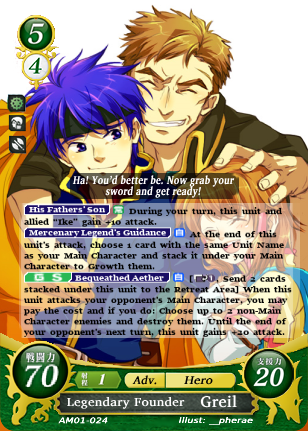 5
4
Ha! You'd better be. Now grab your
sword and get ready!
His Fathers' Son During your turn, this unit and
allied "Ike" gain +10 attack.
Mercenary Legend's Guidance At the end of this
unit's attack, choose a card with the same Unit Name
as your Main Character and stack it under your Main
Character to Growth them.
Bequeathed Aether Send 2 cards
stacked under this unit to the Retreat Area] When this
unit attacks your opponent's Main Character, you may
pay the cost and if you do: Choose up to 2 non-Main
Character enemies and destroy them. Until the end of
your opponent's next turn, this unit gains +20 attack.
戦闘力
70
射程
1
Adv.
Hero
支援力
20
Legendary Founder Greil
AM01-024
Illust: __pherae